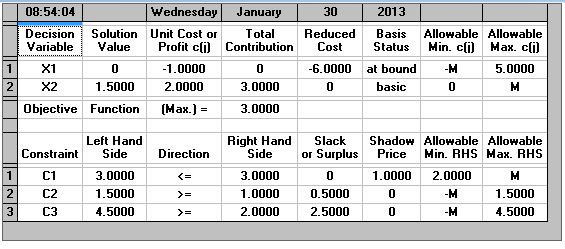 08:54:04 Wednesday January 30 2013
Decision Solution Unit Cost or Total Reduced Basis Allowable Allowable
Variable Value Profit c(j) Contribution Cost Status Min. c(j) Max. c(j)
1 X1 0 -1.0000 0 -6.0000 at bound -M 5.0000
2 X2 1.5000 2.0000 3.0000 0 basic 0 M
Objective Function (Max.) = 3.0000
Left Hand Right Hand Slack Shadow Allowable Allowable
Constraint Side Direction Side or Surplus Price Min. RHS Max. RHS
1 C1 3.0000 <= 3.0000 0 1.0000 2.0000 M
2 C2 1.5000 >= 1.0000 0.5000 0 -M 1.5000
3 C3 4.5000 >= 2.0000 2.5000 0 -M 4.5000